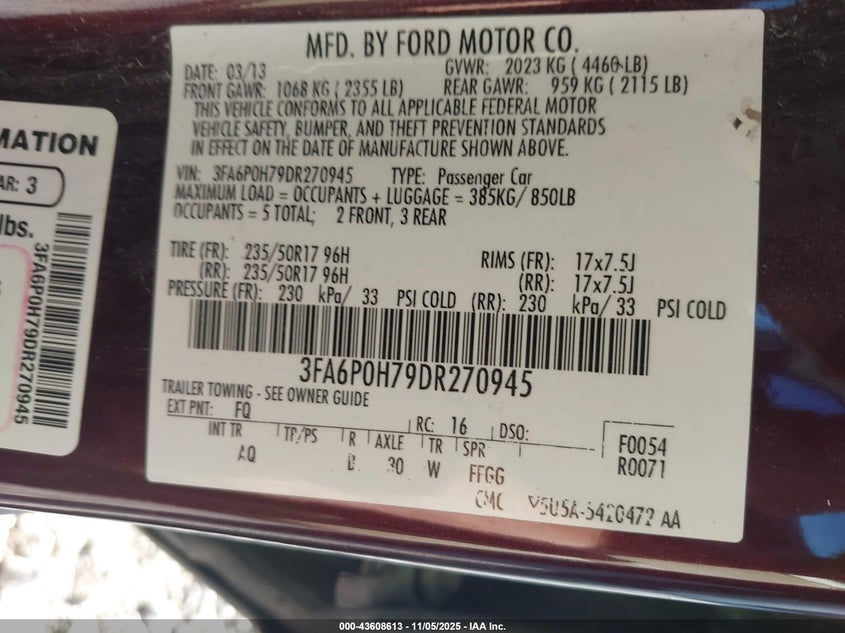 MFD. BY FORD MOTOR CO.
DATE: 03/13 GVWR: 2023 KG ( 4460 LB)
FRONT GAWR: 1068 KG ( 2355 LB) REAR GAWR: 959 KG ( 2115 LB)
THIS VEHICLE CONFORMS TO ALL APPLICABLE FEDERAL MOTOR
VEHICLE SAFETY, BUMPER, AND THEFT PREVENTION STANDARDS
IN EFFECT ON THE DATE OF MANUFACTURE SHOWN ABOVE.
VIN: 3FA6P0H79DR270945 TYPE: Passenger Car
MAXIMUM LOAD = OCCUPANTS + LUGGAGE = 385KG/ 850LB
OCCUPANTS = 5 TOTAL; 2 FRONT, 3 REAR
TIRE (FR): 235/50R17 96H RIMS (FR): 17x7.5J
(RR): 235/50R17 96H (RR): 17x7.5J
PRESSURE (FR): 230 kPa/ 33 PSI COLD (RR): 230 kPa/ 33 PSI COLD
3FA6P0H79DR270945
TRAILER TOWING - SEE OWNER GUIDE
EXT PNT: FQ RC: 16 DSO:
INT TR TP/PS R AXLE TR SPR F0054
AQ B 30 W FFGG R0071
CMC V5U5A-5420472 AA
MATION
AR: 3
lbs.
3FA6P0H79DR270945
000-43608613 - 11/05/2025 - IAA Inc.